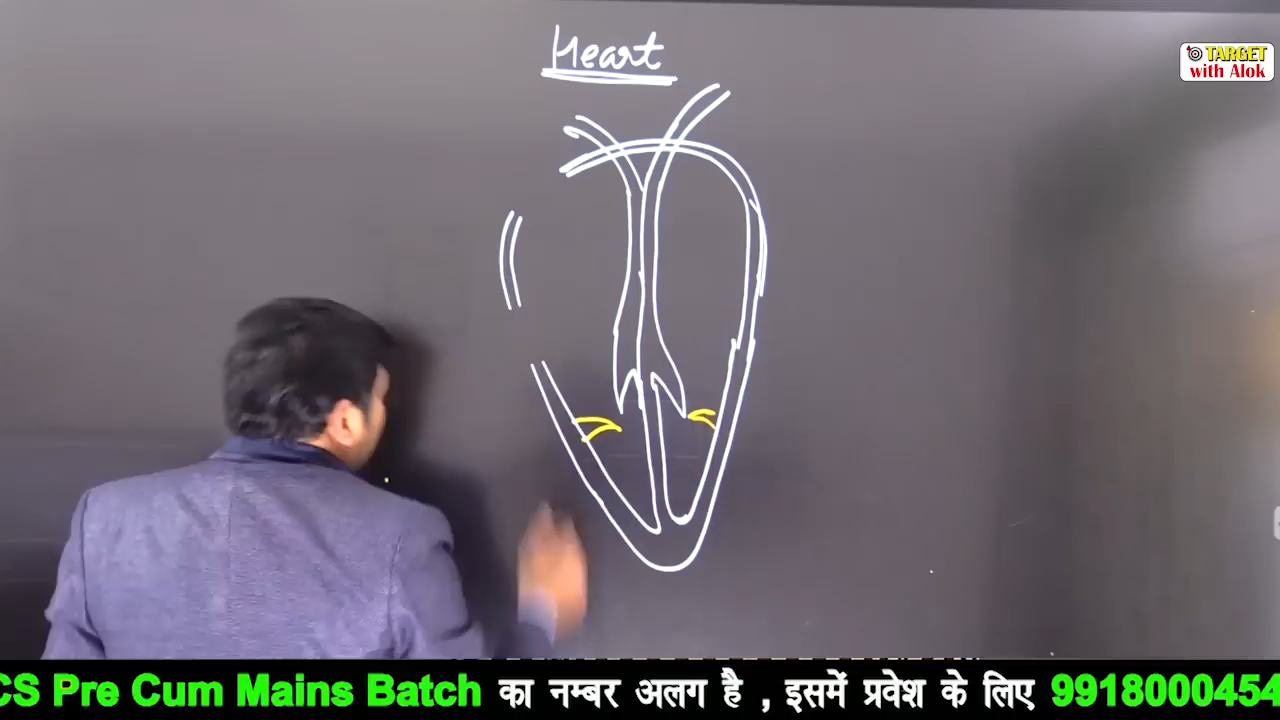 Heart
TARGET
with Alok
CS Pre Cum Mains Batch का नम्बर अलग है , इसमें प्रवेश के लिए 9918000454